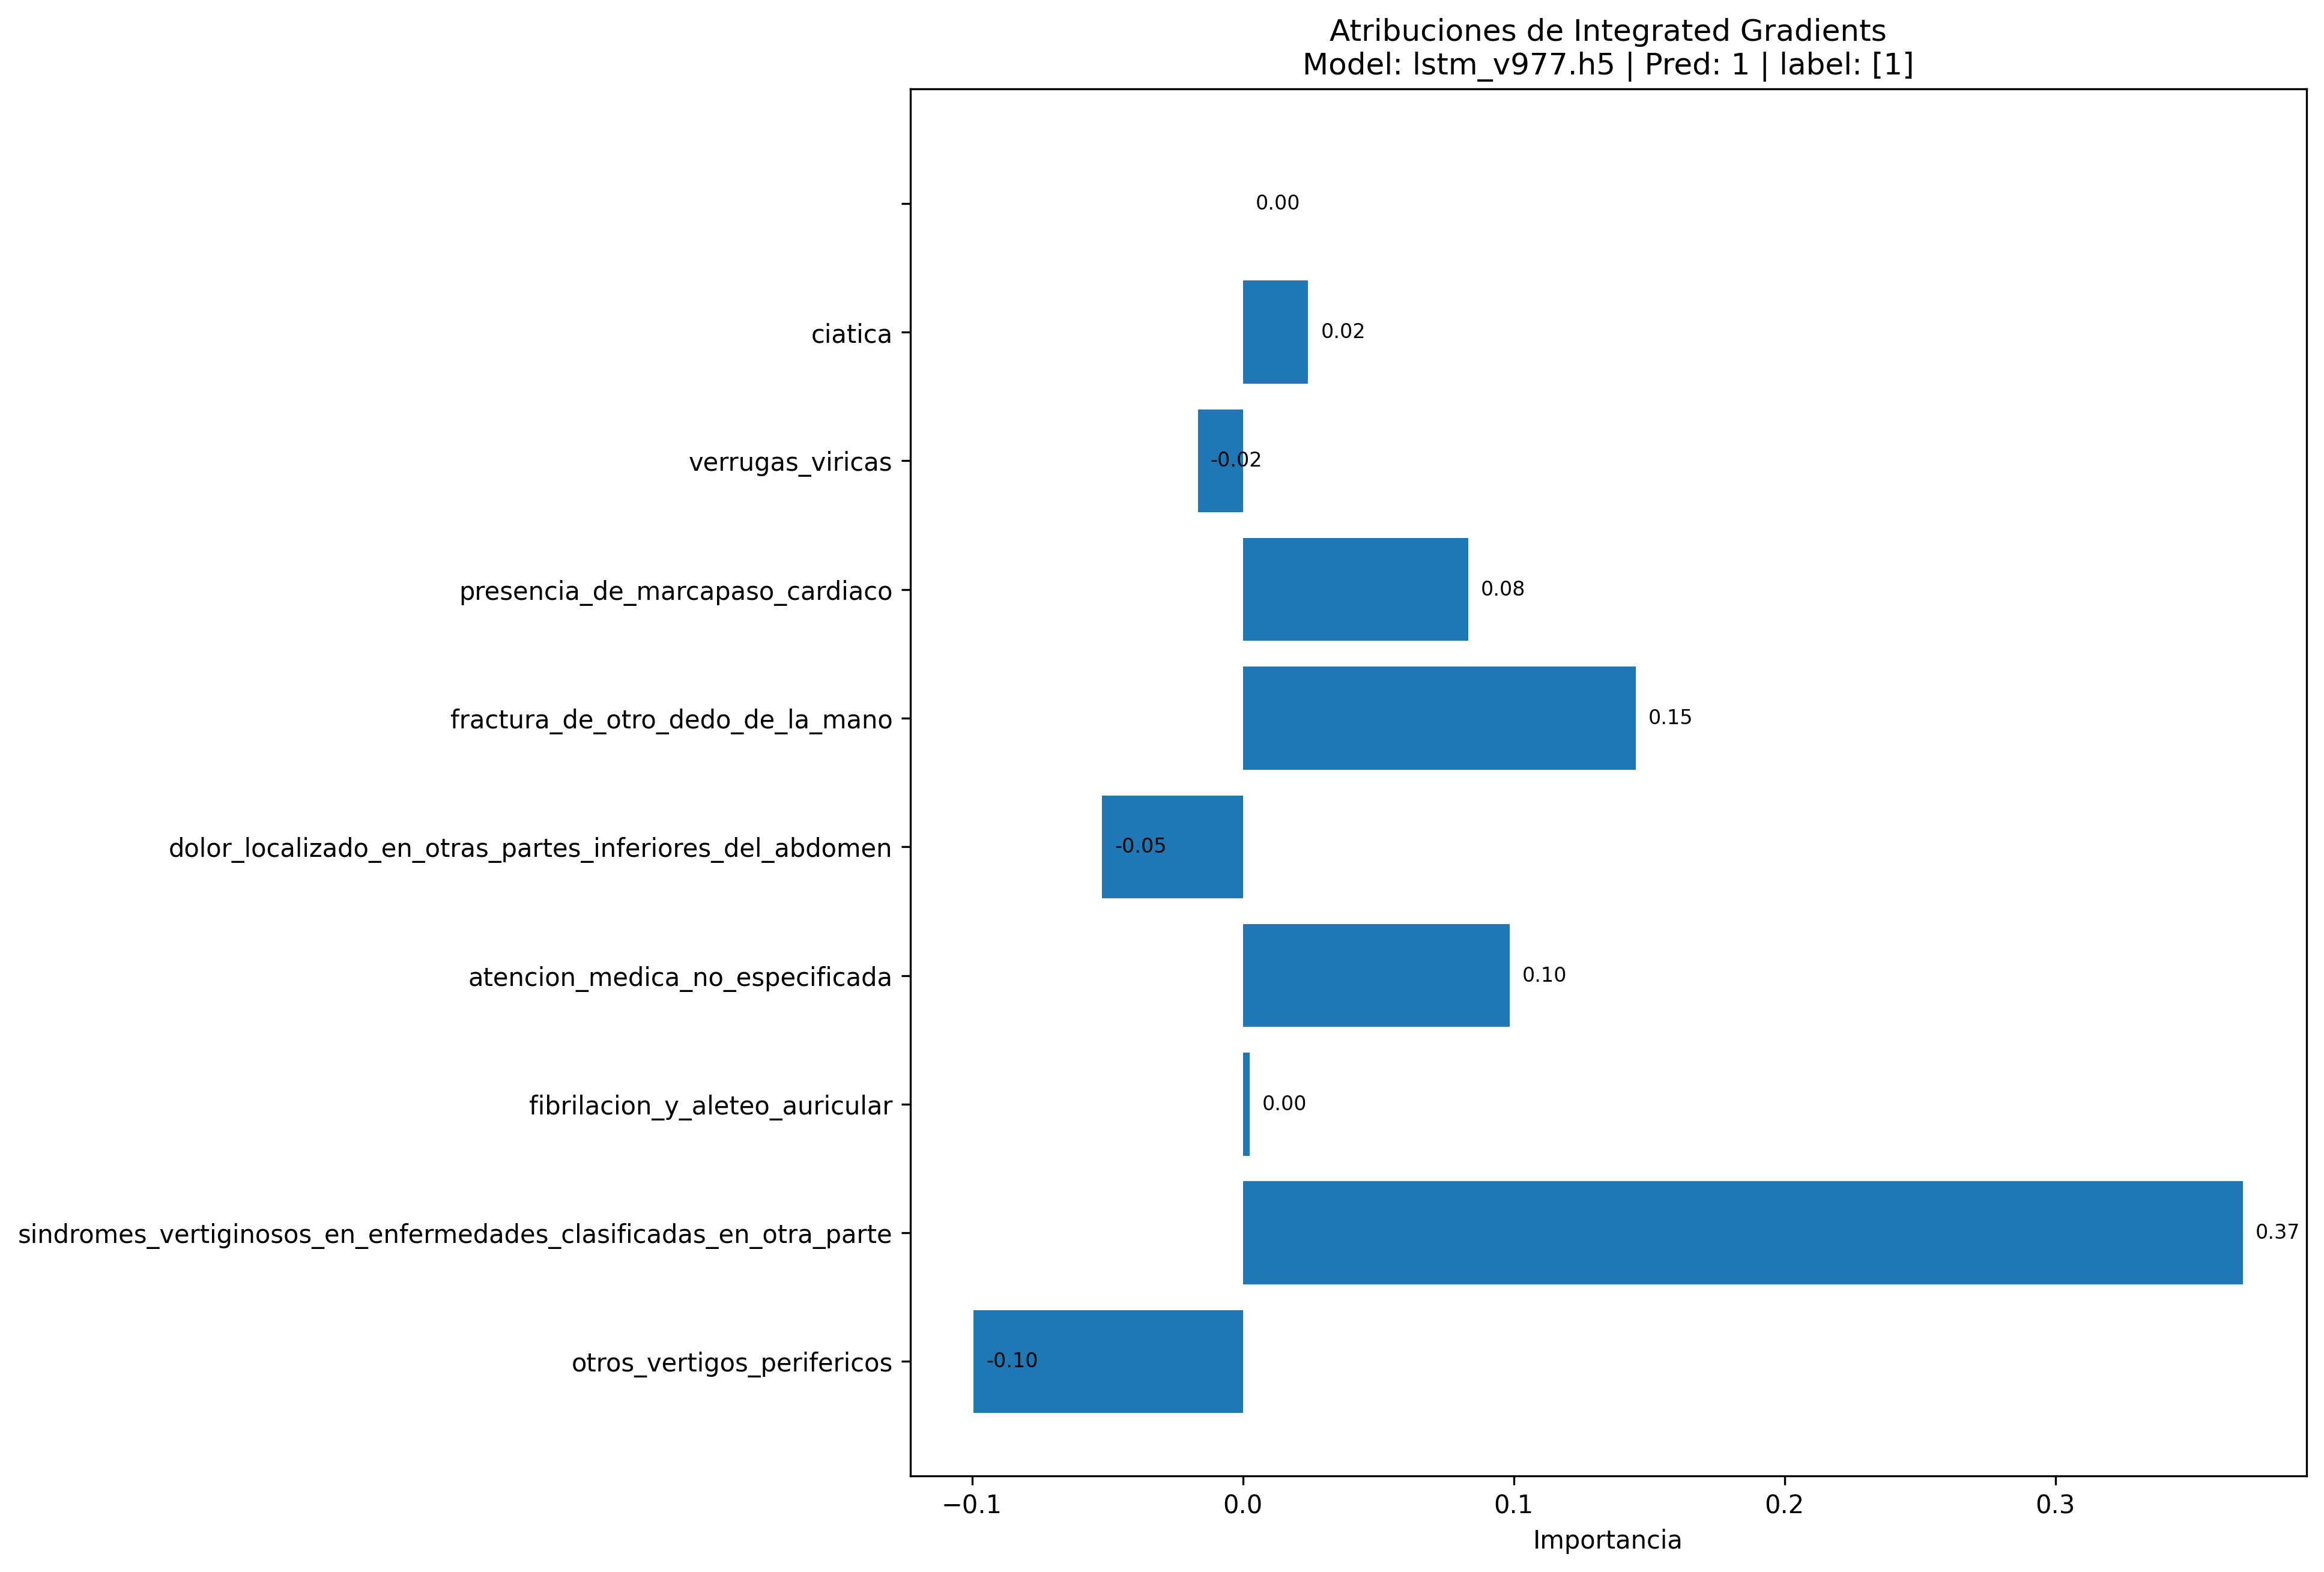 Atribuciones de Integrated Gradients
Model: lstm_v977.h5 | Pred: 1 | label: [1]
0.00
ciatica 0.02
verrugas_viricas -0.02
presencia_de_marcapaso_cardiaco 0.08
fractura_de_otro_dedo_de_la_mano 0.15
dolor_localizado_en_otras_partes_inferiores_del_abdomen -0.05
atencion_medica_no_especificada 0.10
fibrilacion_y_aleteo_auricular 0.00
sindromes_vertiginosos_en_enfermedades_clasificadas_en_otra_parte 0.37
otros_vertigos_perifericos -0.10
−0.1 0.0 0.1 0.2 0.3
Importancia